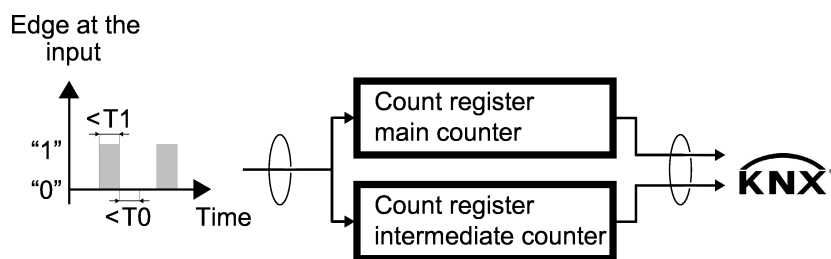 Edge at the
input
<T1
“1”
“0”
<T0
Time
Count register
main counter
Count register
intermediate counter
KNX